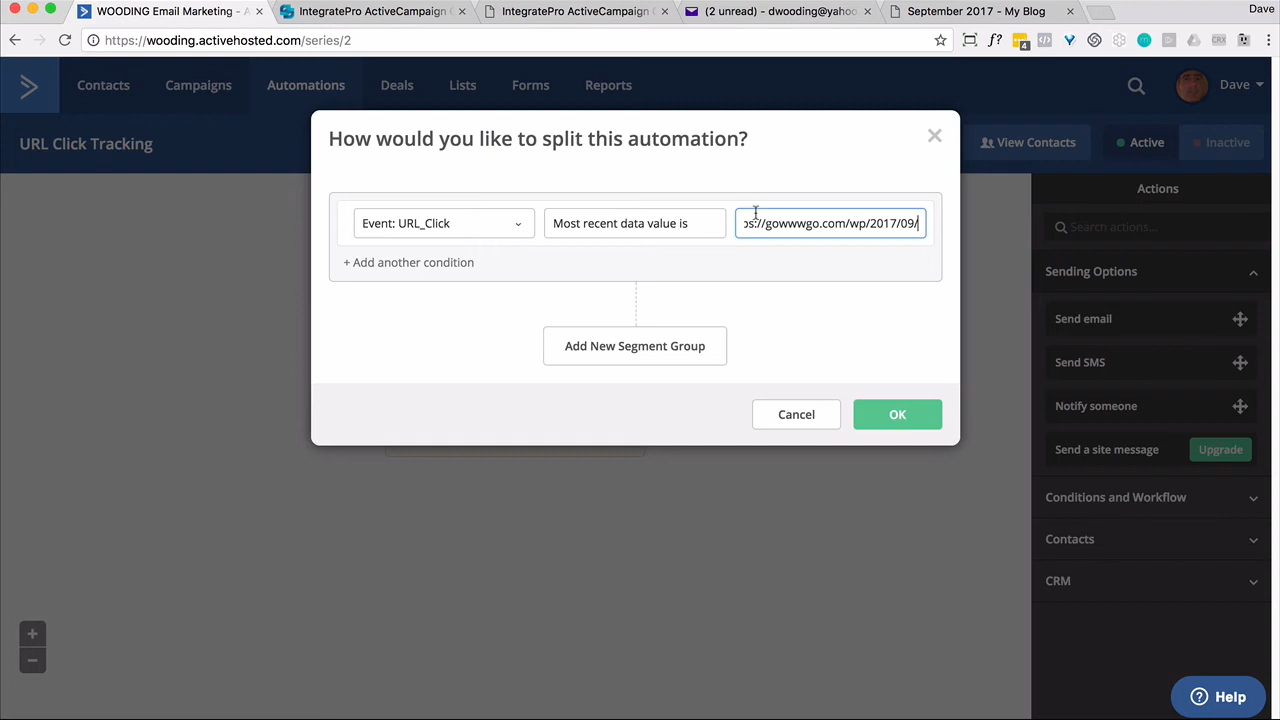 WOODING Email Marketing - A
IntegratePro ActiveCampaign
IntegratePro ActiveCampaign
(2 unread) - dwooding@yahoo
September 2017 - My Blog
Dave
https://wooding.activehosted.com/series/2
Contacts
Campaigns
Automations
Deals
Lists
Forms
Reports
Dave
URL Click Tracking
View Contacts
Active
Inactive
How would you like to split this automation?
Event: URL_Click
Most recent data value is
ps://gowwwgo.com/wp/2017/09/
+ Add another condition
Add New Segment Group
Cancel
OK
Actions
Search actions...
Sending Options
Send email
Send SMS
Notify someone
Send a site message
Upgrade
Conditions and Workflow
Contacts
CRM
+
−
Help